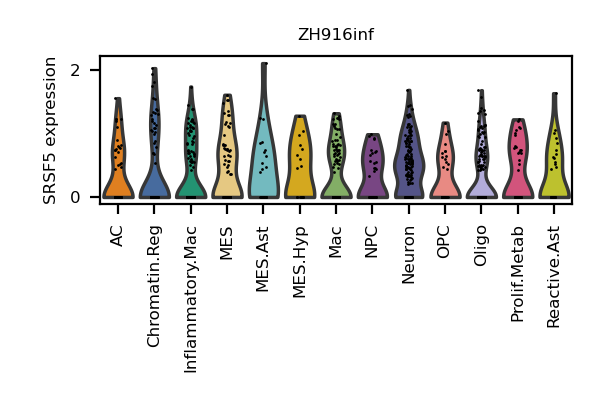 ZH916inf
SRSF5 expression
2
0
AC
Chromatin.Reg
Inflammatory.Mac
MES
MES.Ast
MES.Hyp
Mac
NPC
Neuron
OPC
Oligo
Prolif.Metab
Reactive.Ast